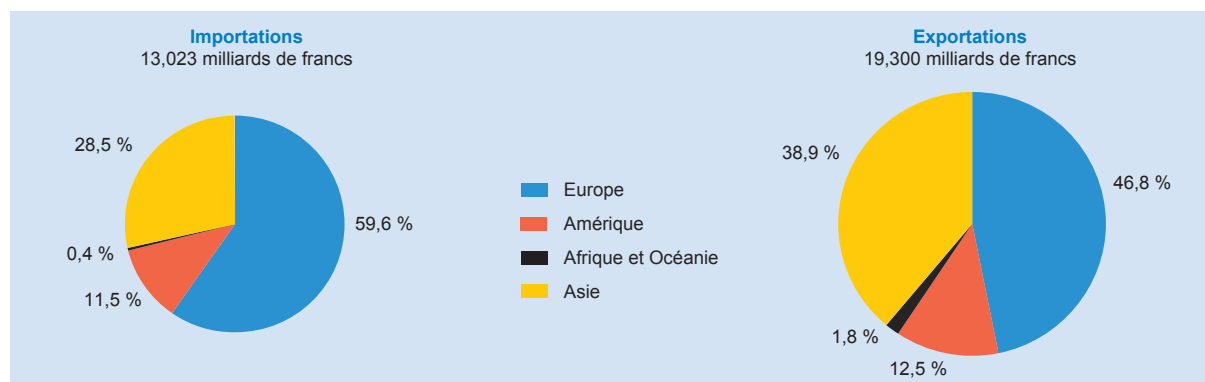 Importations
13,023 milliards de francs
28,5 %
59,6 %
0,4 %
11,5 %
Europe
Amérique
Afrique et Océanie
Asie
Exportations
19,300 milliards de francs
38,9 %
46,8 %
1,8 %
12,5 %